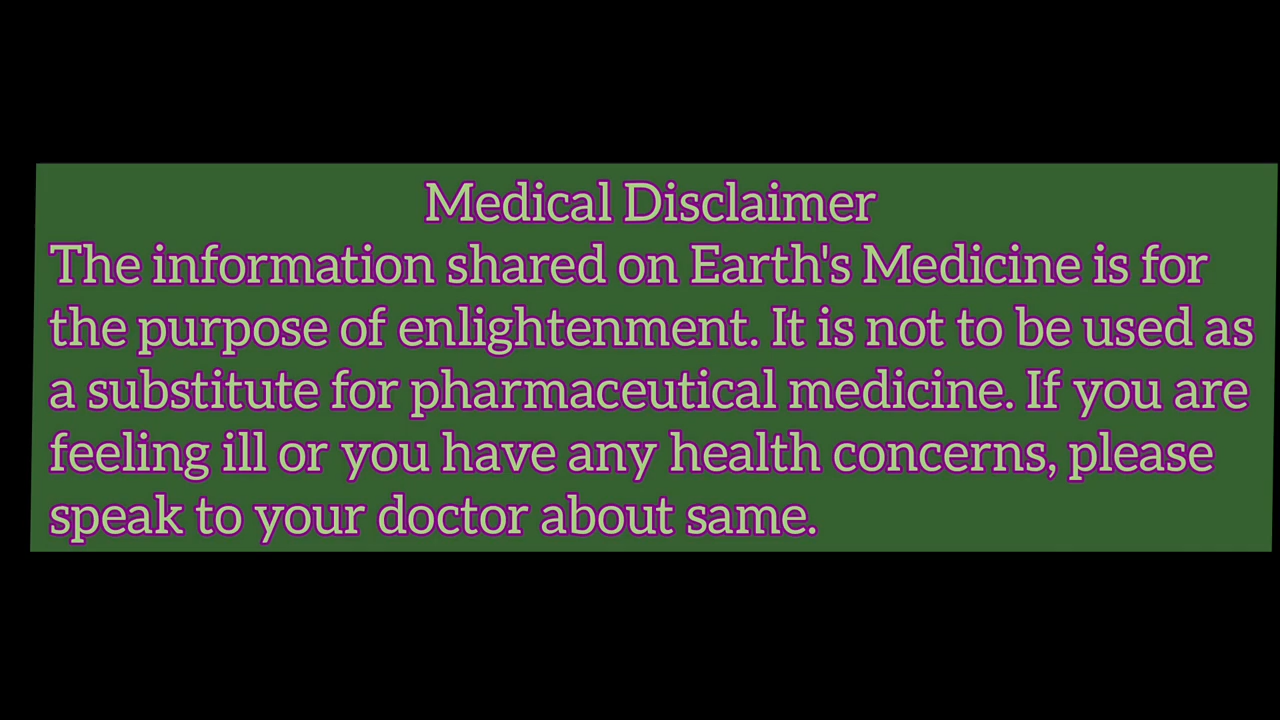 Medical Disclaimer
The information shared on Earth's Medicine is for
the purpose of enlightenment. It is not to be used as
a substitute for pharmaceutical medicine. If you are
feeling ill or you have any health concerns, please
speak to your doctor about same.